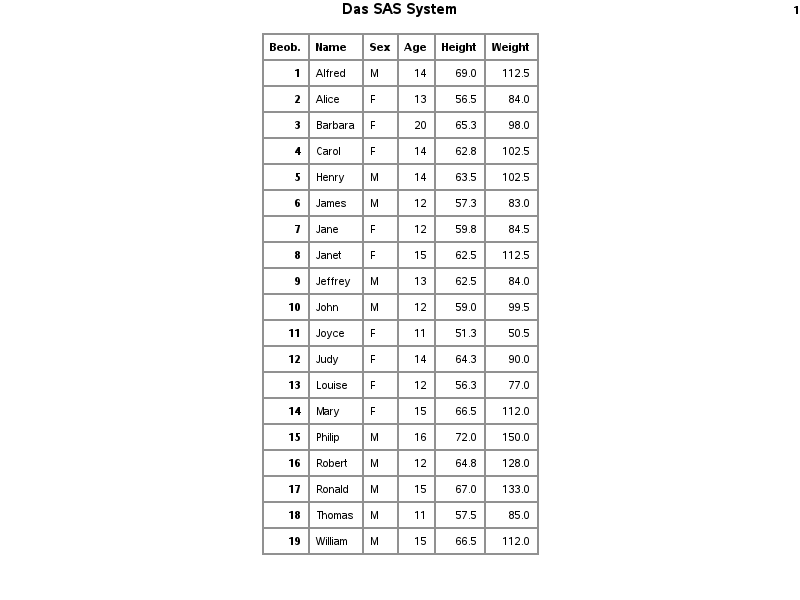 Das SAS System
1
Beob. Name Sex Age Height Weight
1 Alfred M 14 69.0 112.5
2 Alice F 13 56.5 84.0
3 Barbara F 20 65.3 98.0
4 Carol F 14 62.8 102.5
5 Henry M 14 63.5 102.5
6 James M 12 57.3 83.0
7 Jane F 12 59.8 84.5
8 Janet F 15 62.5 112.5
9 Jeffrey M 13 62.5 84.0
10 John M 12 59.0 99.5
11 Joyce F 11 51.3 50.5
12 Judy F 14 64.3 90.0
13 Louise F 12 56.3 77.0
14 Mary F 15 66.5 112.0
15 Philip M 16 72.0 150.0
16 Robert M 12 64.8 128.0
17 Ronald M 15 67.0 133.0
18 Thomas M 11 57.5 85.0
19 William M 15 66.5 112.0